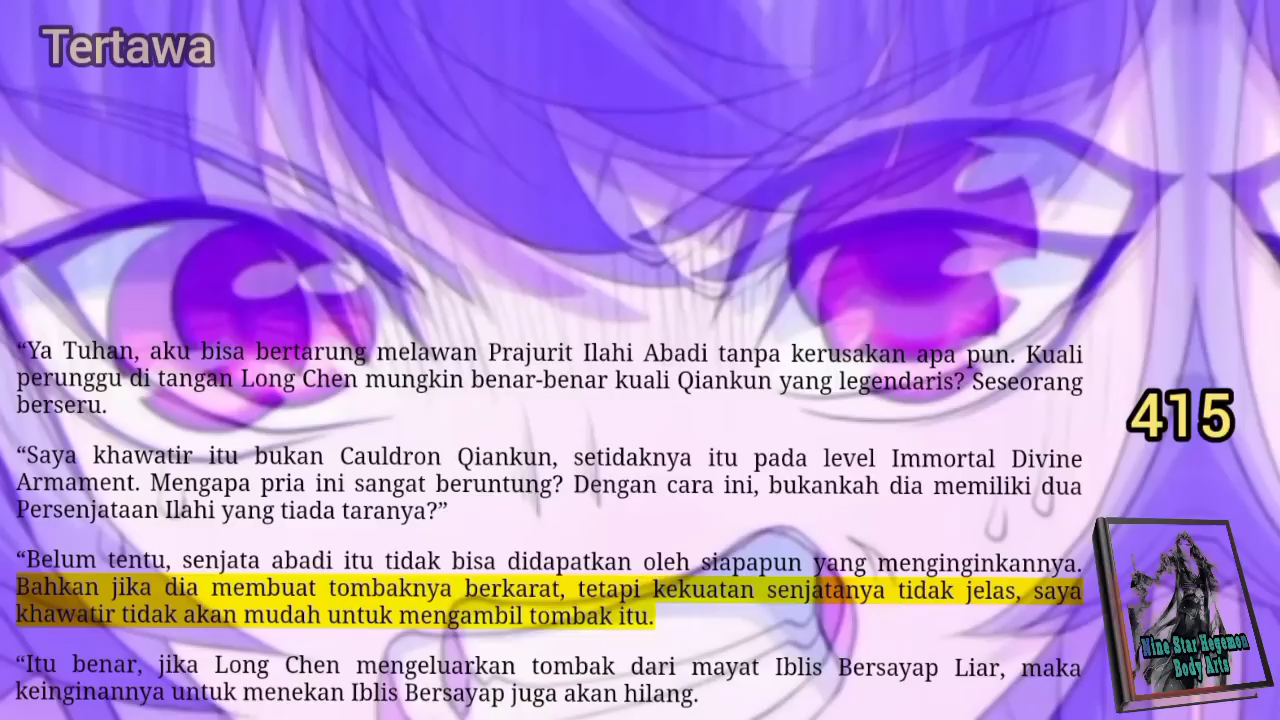 Tertawa
“Ya Tuhan, aku bisa bertarung melawan Prajurit Ilahi Abadi tanpa kerusakan apa pun. Kuali
perunggu di tangan Long Chen mungkin benar-benar kuali Qiankun yang legendaris? Seseorang
berseru.
“Saya khawatir itu bukan Cauldron Qiankun, setidaknya itu pada level Immortal Divine
Armament. Mengapa pria ini sangat beruntung? Dengan cara ini, bukankah dia memiliki dua
Persenjataan Ilahi yang tiada taranya?”
“Belum tentu, senjata abadi itu tidak bisa didapatkan oleh siapapun yang menginginkannya.
Bahkan jika dia membuat tombaknya berkarat, tetapi kekuatan senjatanya tidak jelas, saya
khawatir tidak akan mudah untuk mengambil tombak itu.
“Itu benar, jika Long Chen mengeluarkan tombak dari mayat Iblis Bersayap Liar, maka
keinginannya untuk menekan Iblis Bersayap juga akan hilang.
415
Nine Star Hegemon
Body Arts